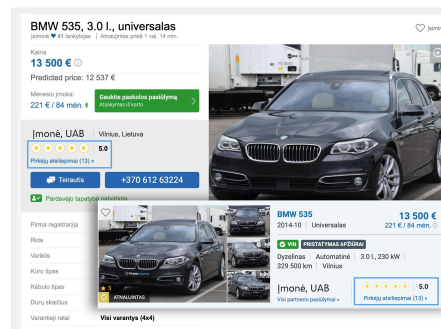 BMW 535, 3.0 l., universalas
Įsiminė 41 lankytojas | Atnaujintas prieš 1 val. 14 min.
Įsimin
Kaina
13 500 €
Predicted price: 12 537 €
Mėnesio įmoka:
221 € / 84 mėn.
Gaukite paskolos pasiūlymą
Atsakymas iš karto
Įmonė, UAB
Vilnius, Lietuva
5.0
Pirkėjų atsiliepimai (13) »
Teirautis
+370 612 63224
Pardavėjo tapatybė patvirtinta
Pirma registracija
Rida
Variklis
Kuro tipas
Kėbulo tipas
Durų skaičius
Varantieji ratai
Visi varantys (4x4)
3
ATNAUJINTAS
BMW 535
13 500 €
2014-10
Universalas
221 € / 84 mėn.
VIN
PRISTATYMAS APŽIŪRAI
Dyzelinas
Automatinė
3.0 l., 230 kW
329 500 km
Vilnius
Įmonė, UAB
Visi partnerio pasiūlymai »
5.0
Pirkėjų atsiliepimai (13) »